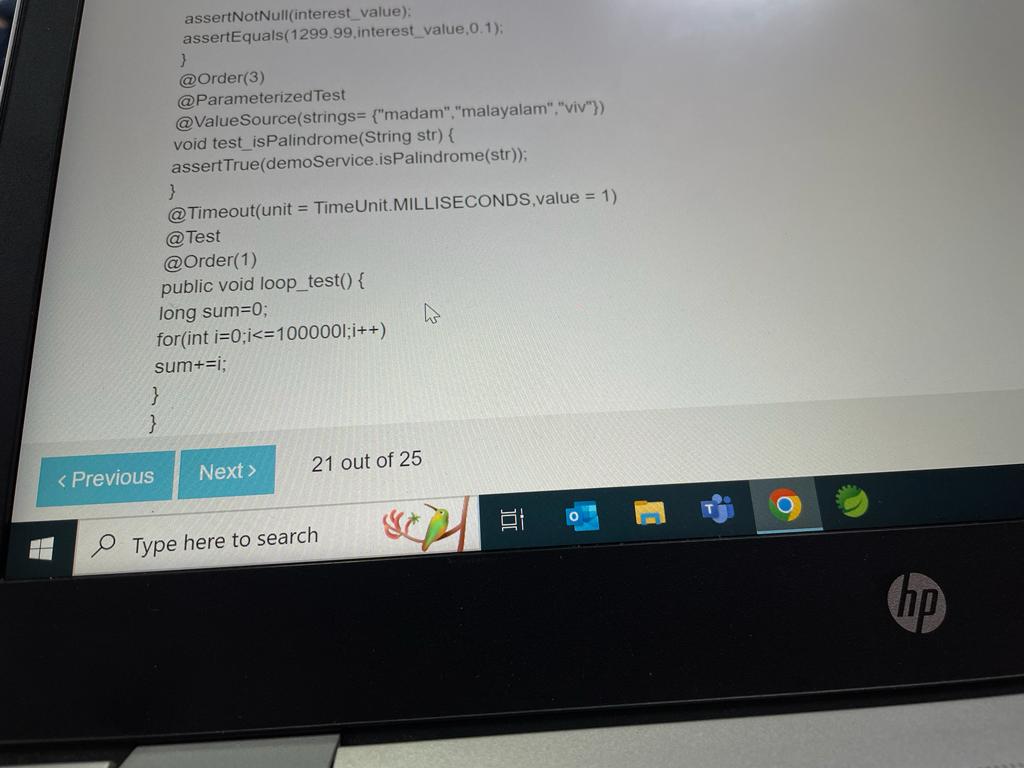 assertNotNull(interest_value);
assertEquals(1299.99,interest_value,0.1);
}
@Order(3)
@ParameterizedTest
@ValueSource(strings= {"madam","malayalam","viv"})
void test_isPalindrome(String str) {
assertTrue(demoService.isPalindrome(str));
}
@Timeout(unit = TimeUnit.MILLISECONDS,value = 1)
@Test
@Order(1)
public void loop_test() {
long sum=0;
for(int i=0;i<=100000l;i++)
sum+=i;
}
}
< Previous
Next >
21 out of 25
Type here to search
hp